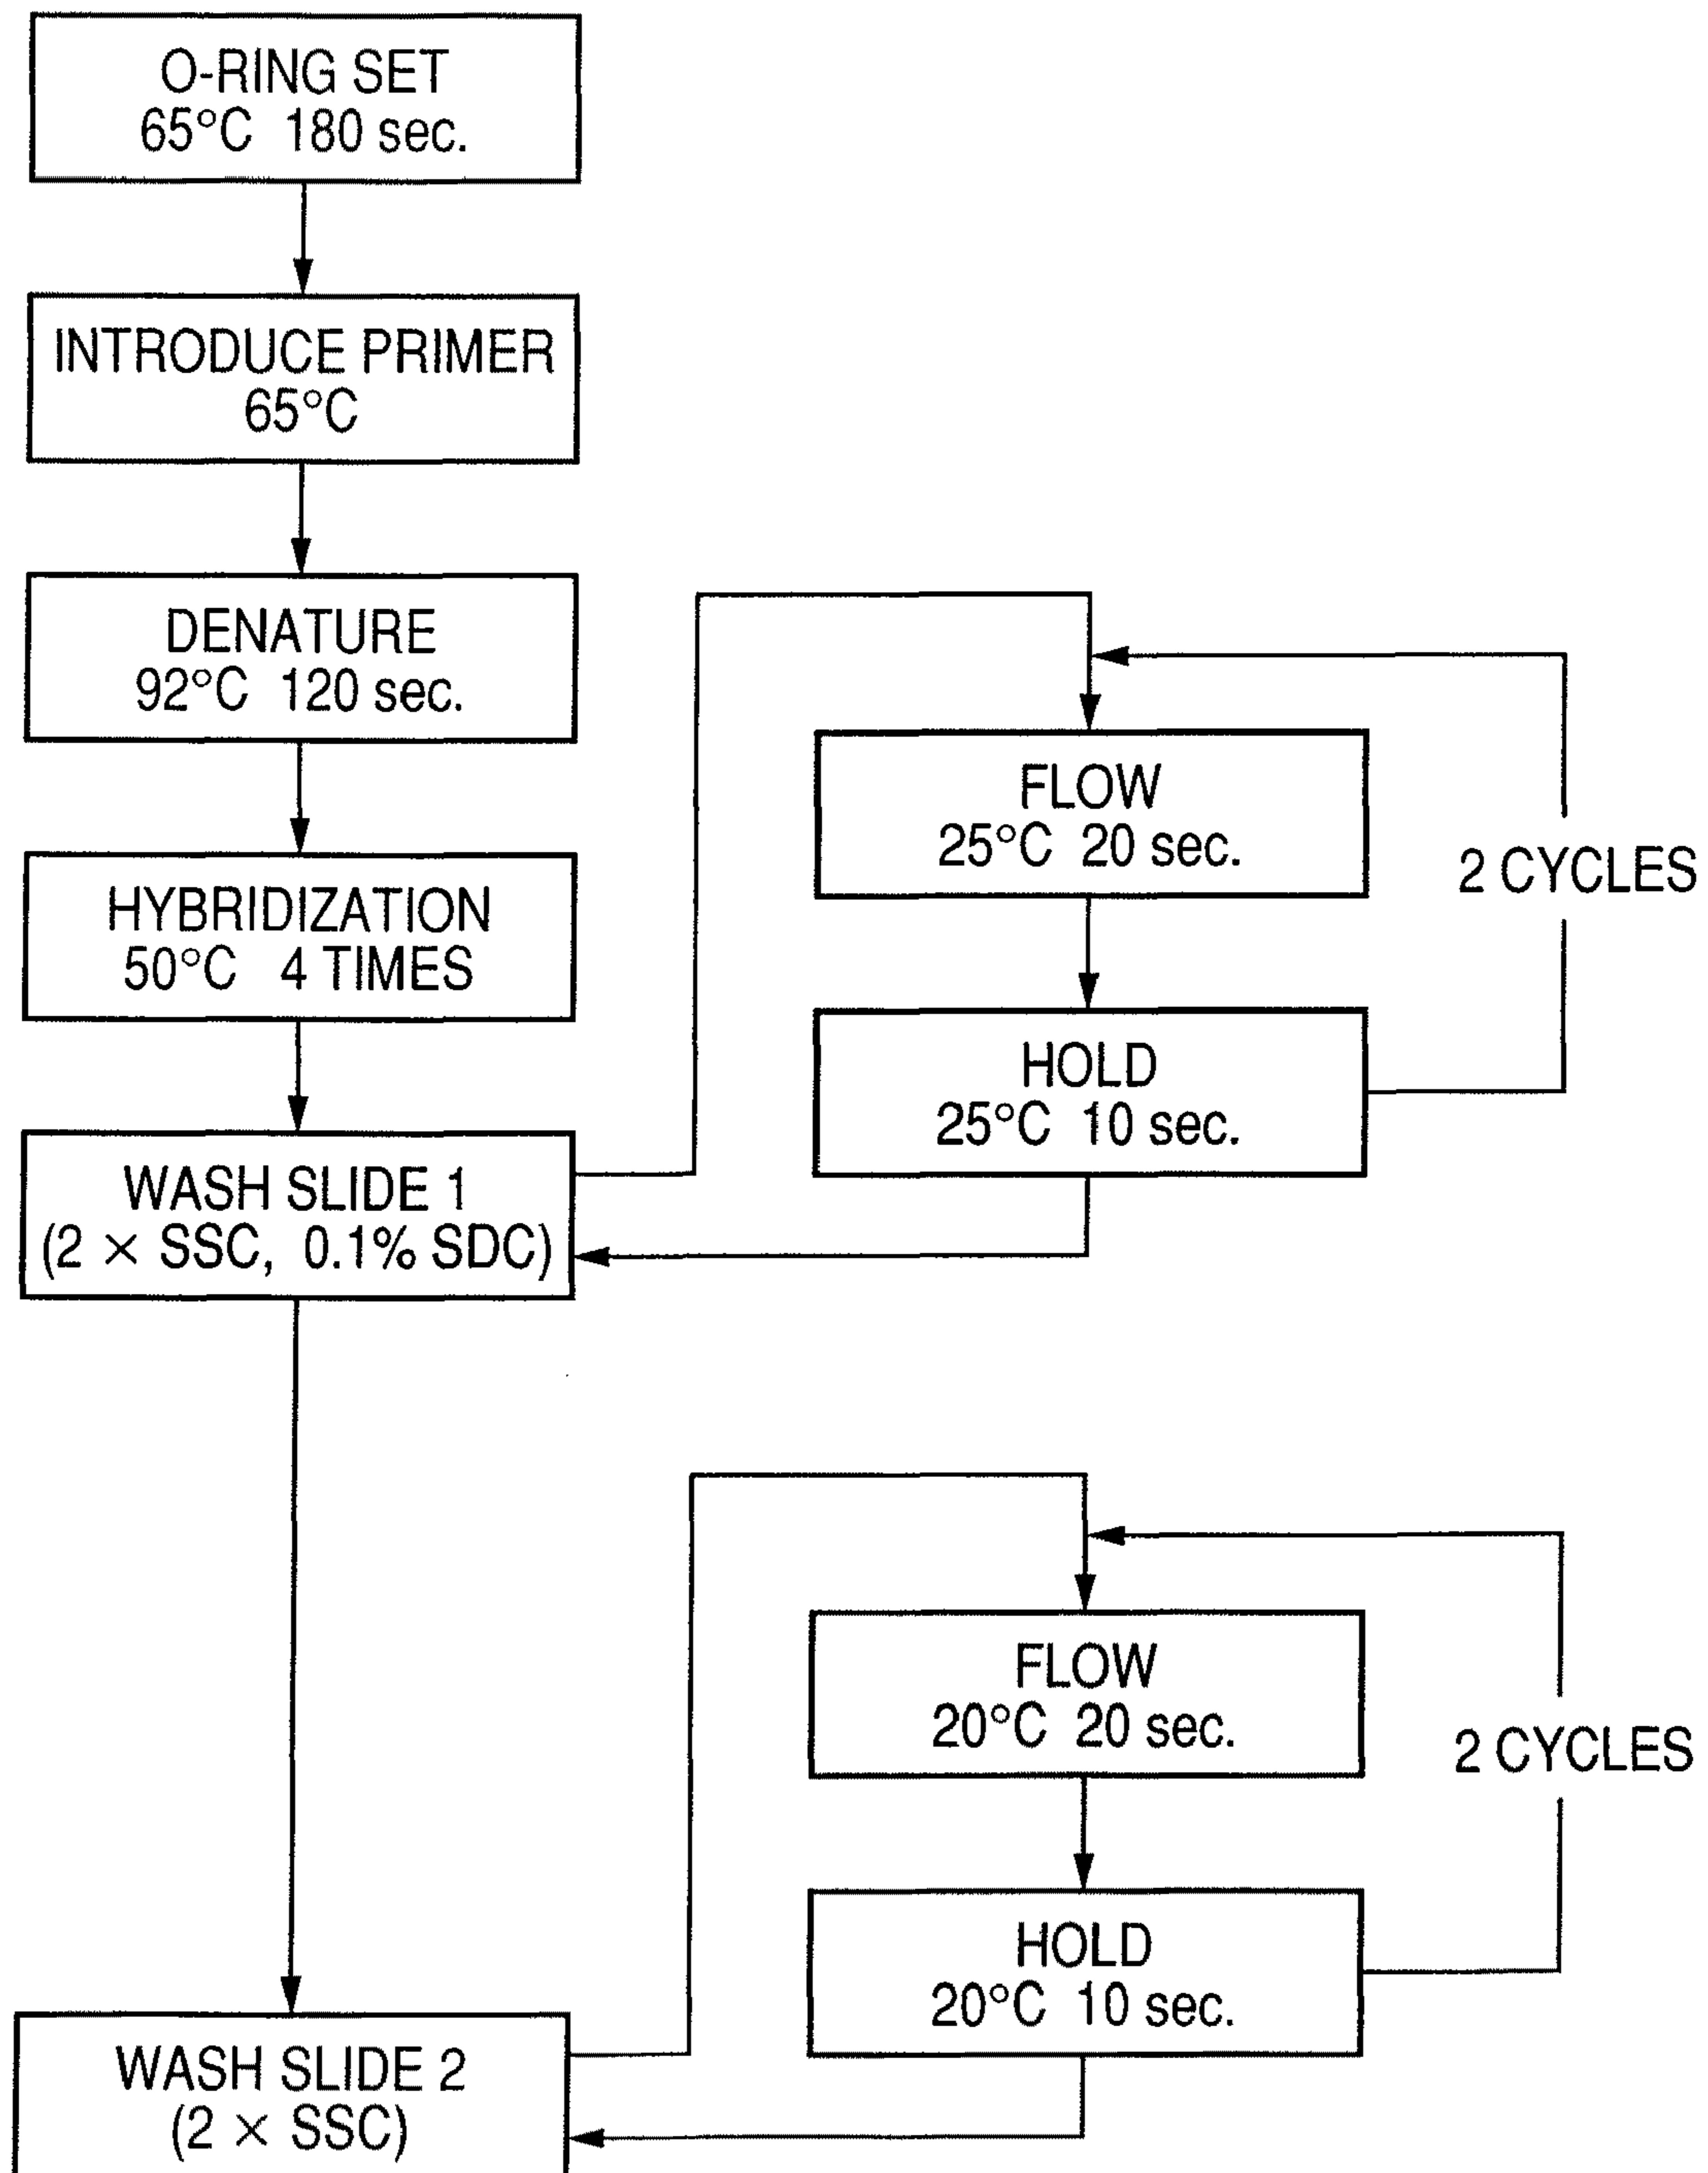 O-RING SET
65°C 180 sec.
INTRODUCE PRIMER
65°C
DENATURE
92°C 120 sec.
HYBRIDIZATION
50°C 4 TIMES
WASH SLIDE 1
(2 × SSC, 0.1% SDC)
FLOW
25°C 20 sec.
HOLD
25°C 10 sec.
2 CYCLES
WASH SLIDE 2
(2 × SSC)
FLOW
20°C 20 sec.
HOLD
20°C 10 sec.
2 CYCLES